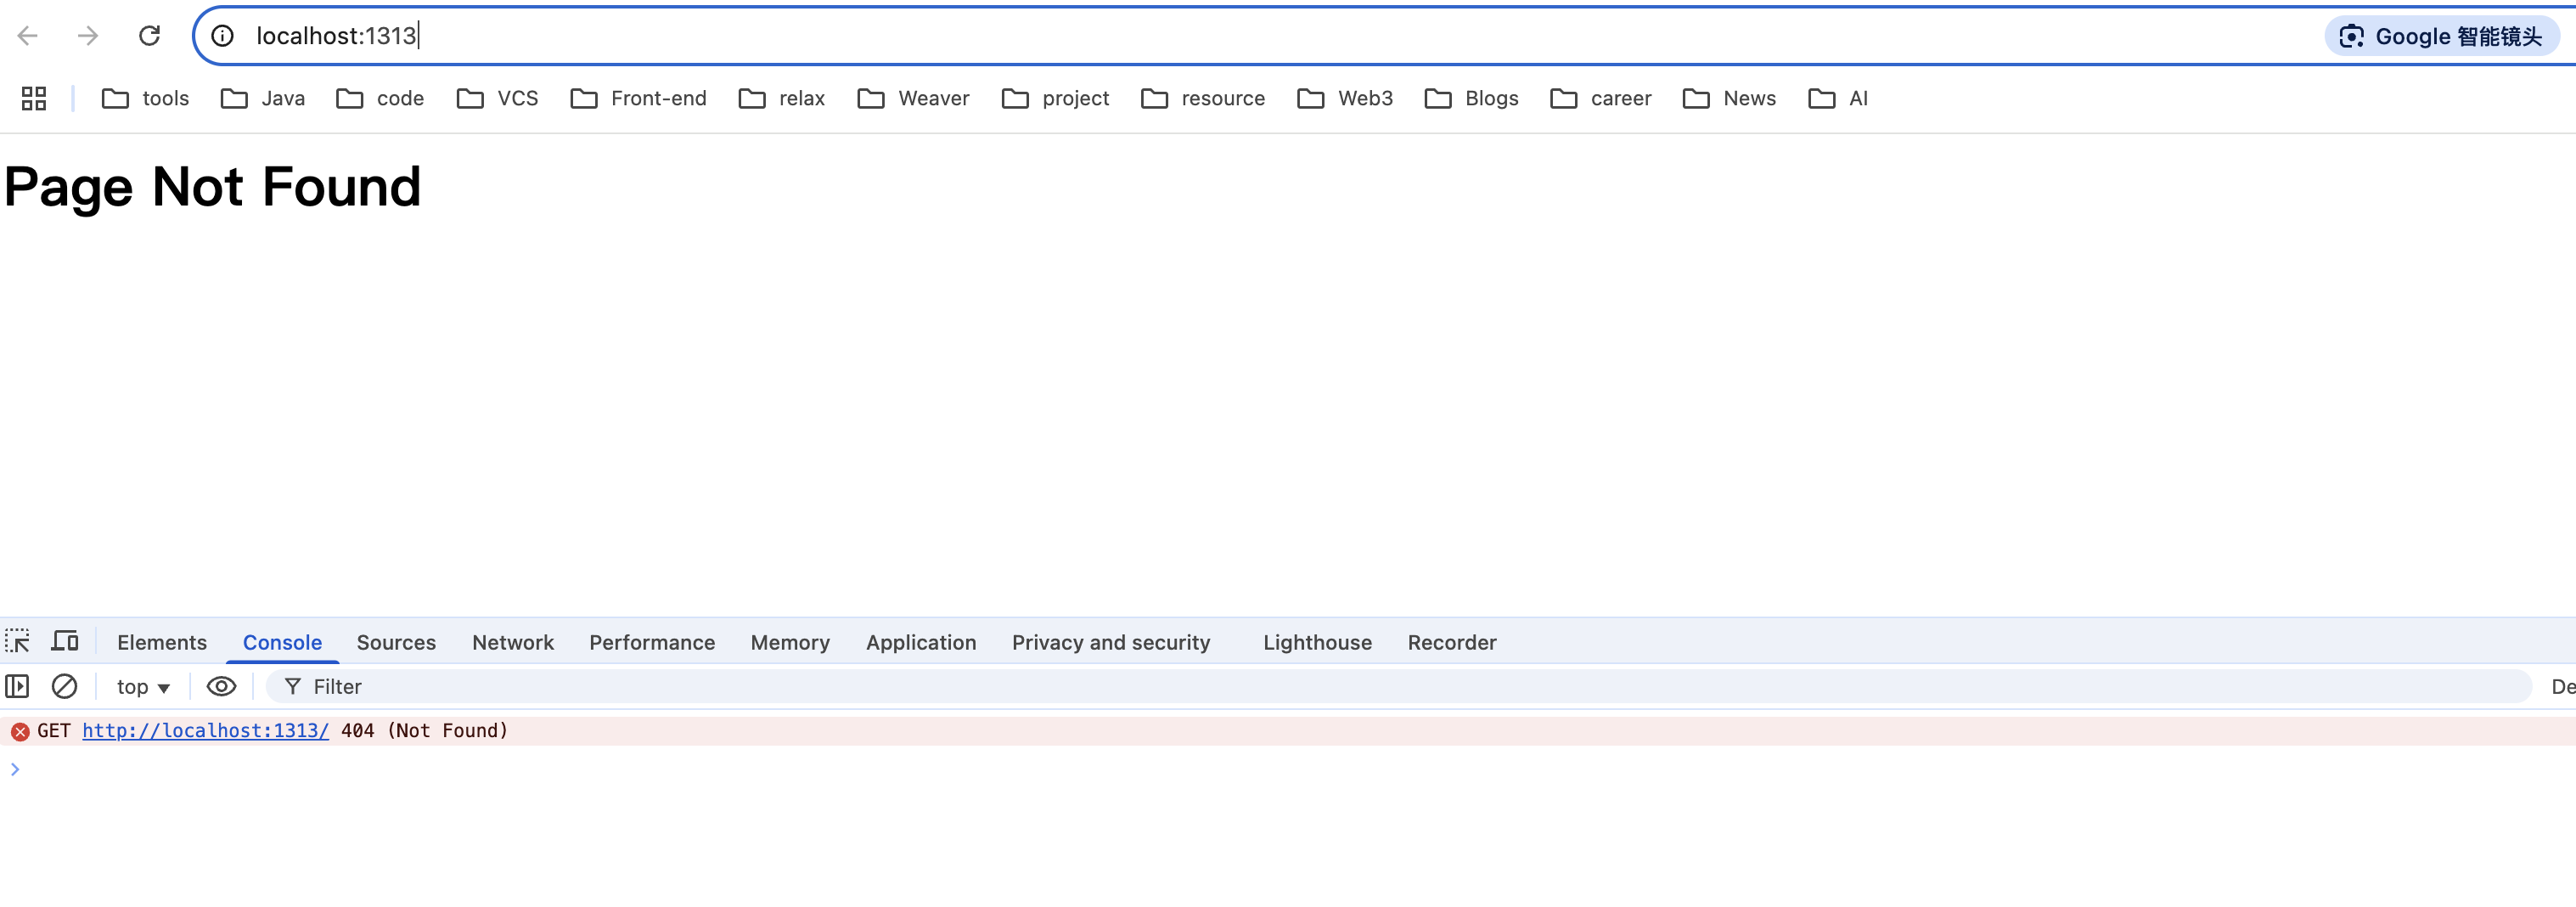 localhost:1313
Google 智能镜头
tools Java code VCS Front-end relax Weaver project resource Web3 Blogs career News AI
Page Not Found
Elements Console Sources Network Performance Memory Application Privacy and security Lighthouse Recorder
top Filter
GET http://localhost:1313/ 404 (Not Found)